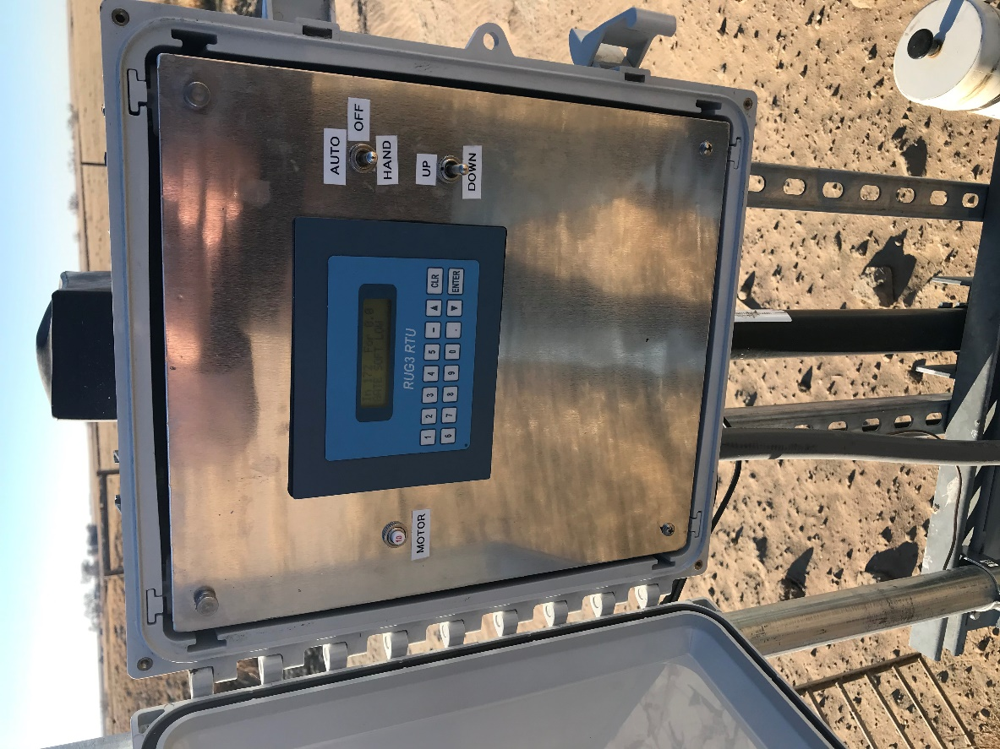 AUTO
OFF
HAND
UP
DOWN
RUG3 RTU
1 2 3 4 5 - ▲ CLR
6 7 8 9 0 . ▼ ENTER
10
MOTOR